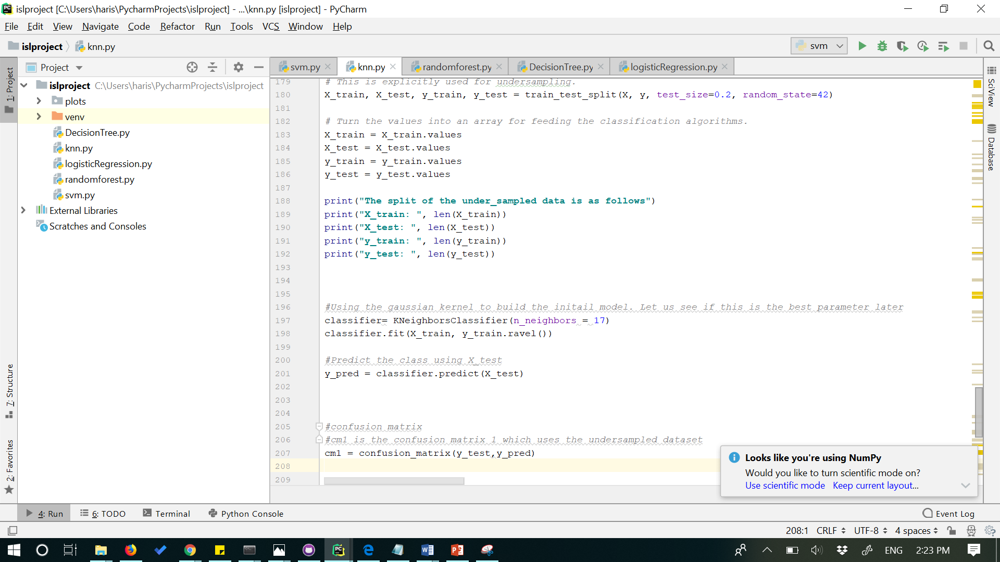 islproject [C:\Users\haris\PycharmProjects\islproject] - ...\knn.py [islproject] - PyCharm
File Edit View Navigate Code Refactor Run Tools VCS Window Help
islproject knn.py svm
Project
svm.py knn.py randomforest.py DecisionTree.py logisticRegression.py
1: Project
islproject C:\Users\haris\PycharmProjects\islproject
plots
venv
DecisionTree.py
knn.py
logisticRegression.py
randomforest.py
svm.py
External Libraries
Scratches and Consoles
7: Structure
2: Favorites
179 # This is explicitly used for undersampling.
180 X_train, X_test, y_train, y_test = train_test_split(X, y, test_size=0.2, random_state=42)
181
182 # Turn the values into an array for feeding the classification algorithms.
183 X_train = X_train.values
184 X_test = X_test.values
185 y_train = y_train.values
186 y_test = y_test.values
187
188 print("The split of the under_sampled data is as follows")
189 print("X_train: ", len(X_train))
190 print("X_test: ", len(X_test))
191 print("y_train: ", len(y_train))
192 print("y_test: ", len(y_test))
193
194
195
196 #Using the gaussian kernel to build the initail model. Let us see if this is the best parameter later
197 classifier= KNeighborsClassifier(n_neighbors = 17)
198 classifier.fit(X_train, y_train.ravel())
199
200 #Predict the class using X_test
201 y_pred = classifier.predict(X_test)
202
203
204
205 #confusion matrix
206 #cm1 is the confusion matrix 1 which uses the undersampled dataset
207 cm1 = confusion_matrix(y_test,y_pred)
208
209
SciView
Database
Looks like you're using NumPy
Would you like to turn scientific mode on?
Use scientific mode Keep current layout...
4: Run 6: TODO Terminal Python Console Event Log
208:1 CRLF UTF-8 4 spaces
ENG 2:23 PM